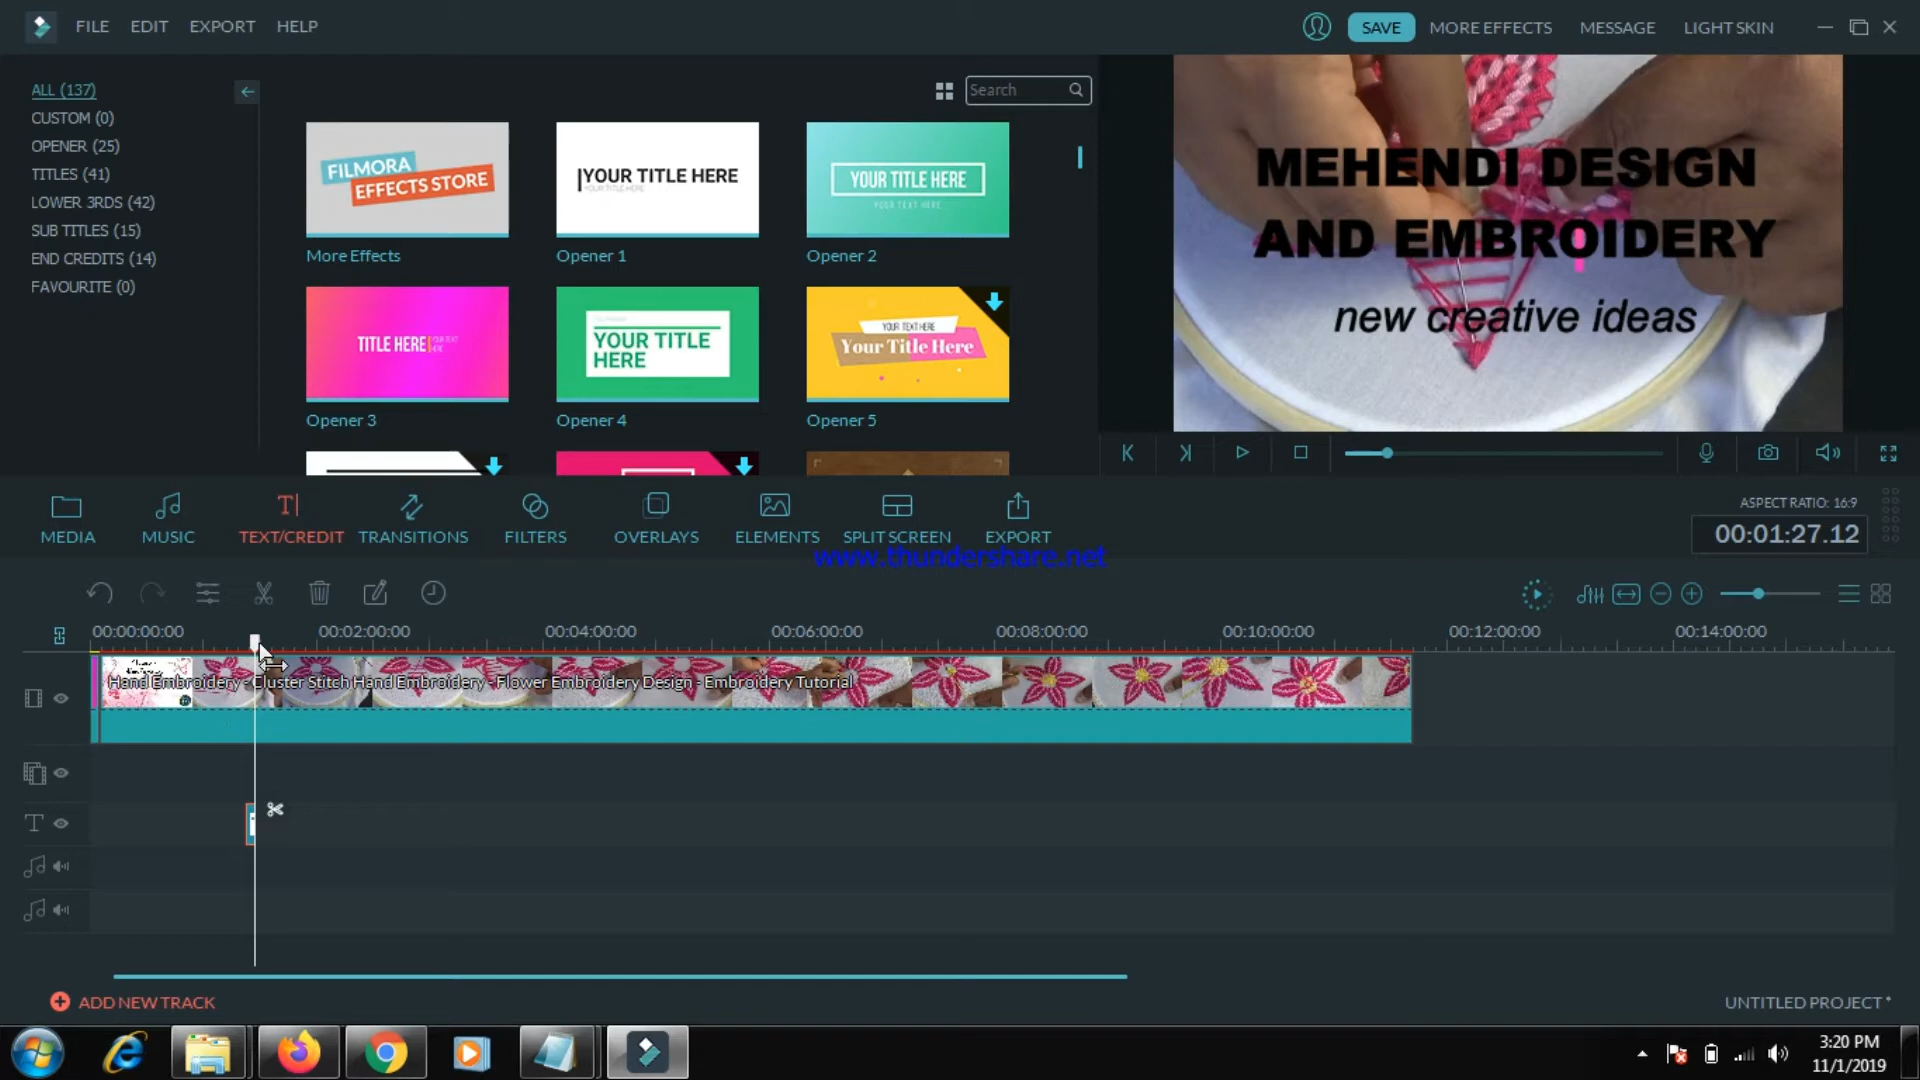 FILE EDIT EXPORT HELP
SAVE MORE EFFECTS MESSAGE LIGHT SKIN
ALL (137)
CUSTOM (0)
OPENER (25)
TITLES (41)
LOWER 3RDS (42)
SUB TITLES (15)
END CREDITS (14)
FAVOURITE (0)
Search
FILMORA
EFFECTS STORE
More Effects
YOUR TITLE HERE
Opener 1
YOUR TITLE HERE
YOUR TEXT HERE
Opener 2
TITLE HERE
Opener 3
YOUR TITLE
HERE
Opener 4
YOUR TEXT HERE
Your Title Here
Opener 5
MEHENDI DESIGN
AND EMBROIDERY
new creative ideas
MEDIA MUSIC TEXT/CREDIT TRANSITIONS FILTERS OVERLAYS ELEMENTS SPLIT SCREEN EXPORT
ASPECT RATIO: 16:9
00:01:27.12
www.thundershare.net
00:00:00:00 00:02:00:00 00:04:00:00 00:06:00:00 00:08:00:00 00:10:00:00 00:12:00:00 00:14:00:00
Hand Embroidery - Cluster Stitch Hand Embroidery - Flower Embroidery Design - Embroidery Tutorial
ADD NEW TRACK
UNTITLED PROJECT *
3:20 PM
11/1/2019